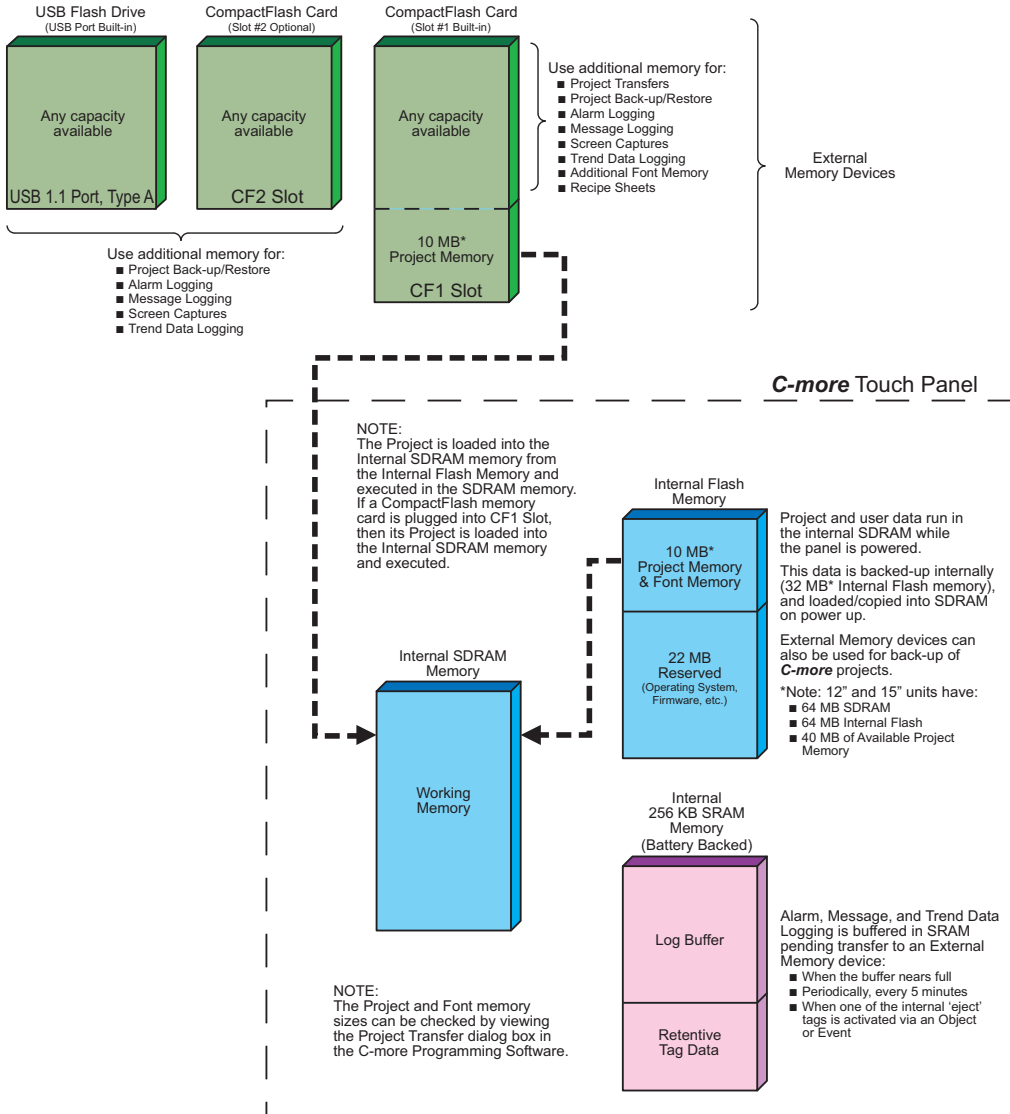 USB Flash Drive
(USB Port Built-in)
CompactFlash Card
(Slot #2 Optional)
CompactFlash Card
(Slot #1 Built-in)
Any capacity
available
USB 1.1 Port, Type A
Any capacity
available
CF2 Slot
Any capacity
available
10 MB*
Project Memory
CF1 Slot
Use additional memory for:
■ Project Transfers
■ Project Back-up/Restore
■ Alarm Logging
■ Message Logging
■ Screen Captures
■ Trend Data Logging
■ Additional Font Memory
■ Recipe Sheets
External
Memory Devices
Use additional memory for:
■ Project Back-up/Restore
■ Alarm Logging
■ Message Logging
■ Screen Captures
■ Trend Data Logging
C-more Touch Panel
NOTE:
The Project is loaded into the
Internal SDRAM memory from
the Internal Flash Memory and
executed in the SDRAM memory.
If a CompactFlash memory
card is plugged into CF1 Slot,
then its Project is loaded into
the Internal SDRAM memory
and executed.
Internal Flash
Memory
10 MB*
Project Memory
& Font Memory
22 MB
Reserved
(Operating System,
Firmware, etc.)
Project and user data run in
the internal SDRAM while
the panel is powered.
This data is backed-up internally
(32 MB* Internal Flash memory),
and loaded/copied into SDRAM
on power up.
External Memory devices can
also be used for back-up of
C-more projects.
*Note: 12” and 15” units have:
■ 64 MB SDRAM
■ 64 MB Internal Flash
■ 40 MB of Available Project
Memory
Internal SDRAM
Memory
Working
Memory
Internal
256 KB SRAM
Memory
(Battery Backed)
Log Buffer
Retentive
Tag Data
Alarm, Message, and Trend Data
Logging is buffered in SRAM
pending transfer to an External
Memory device:
■ When the buffer nears full
■ Periodically, every 5 minutes
■ When one of the internal ‘eject’
tags is activated via an Object
or Event
NOTE:
The Project and Font memory
sizes can be checked by viewing
the Project Transfer dialog box in
the C-more Programming Software.